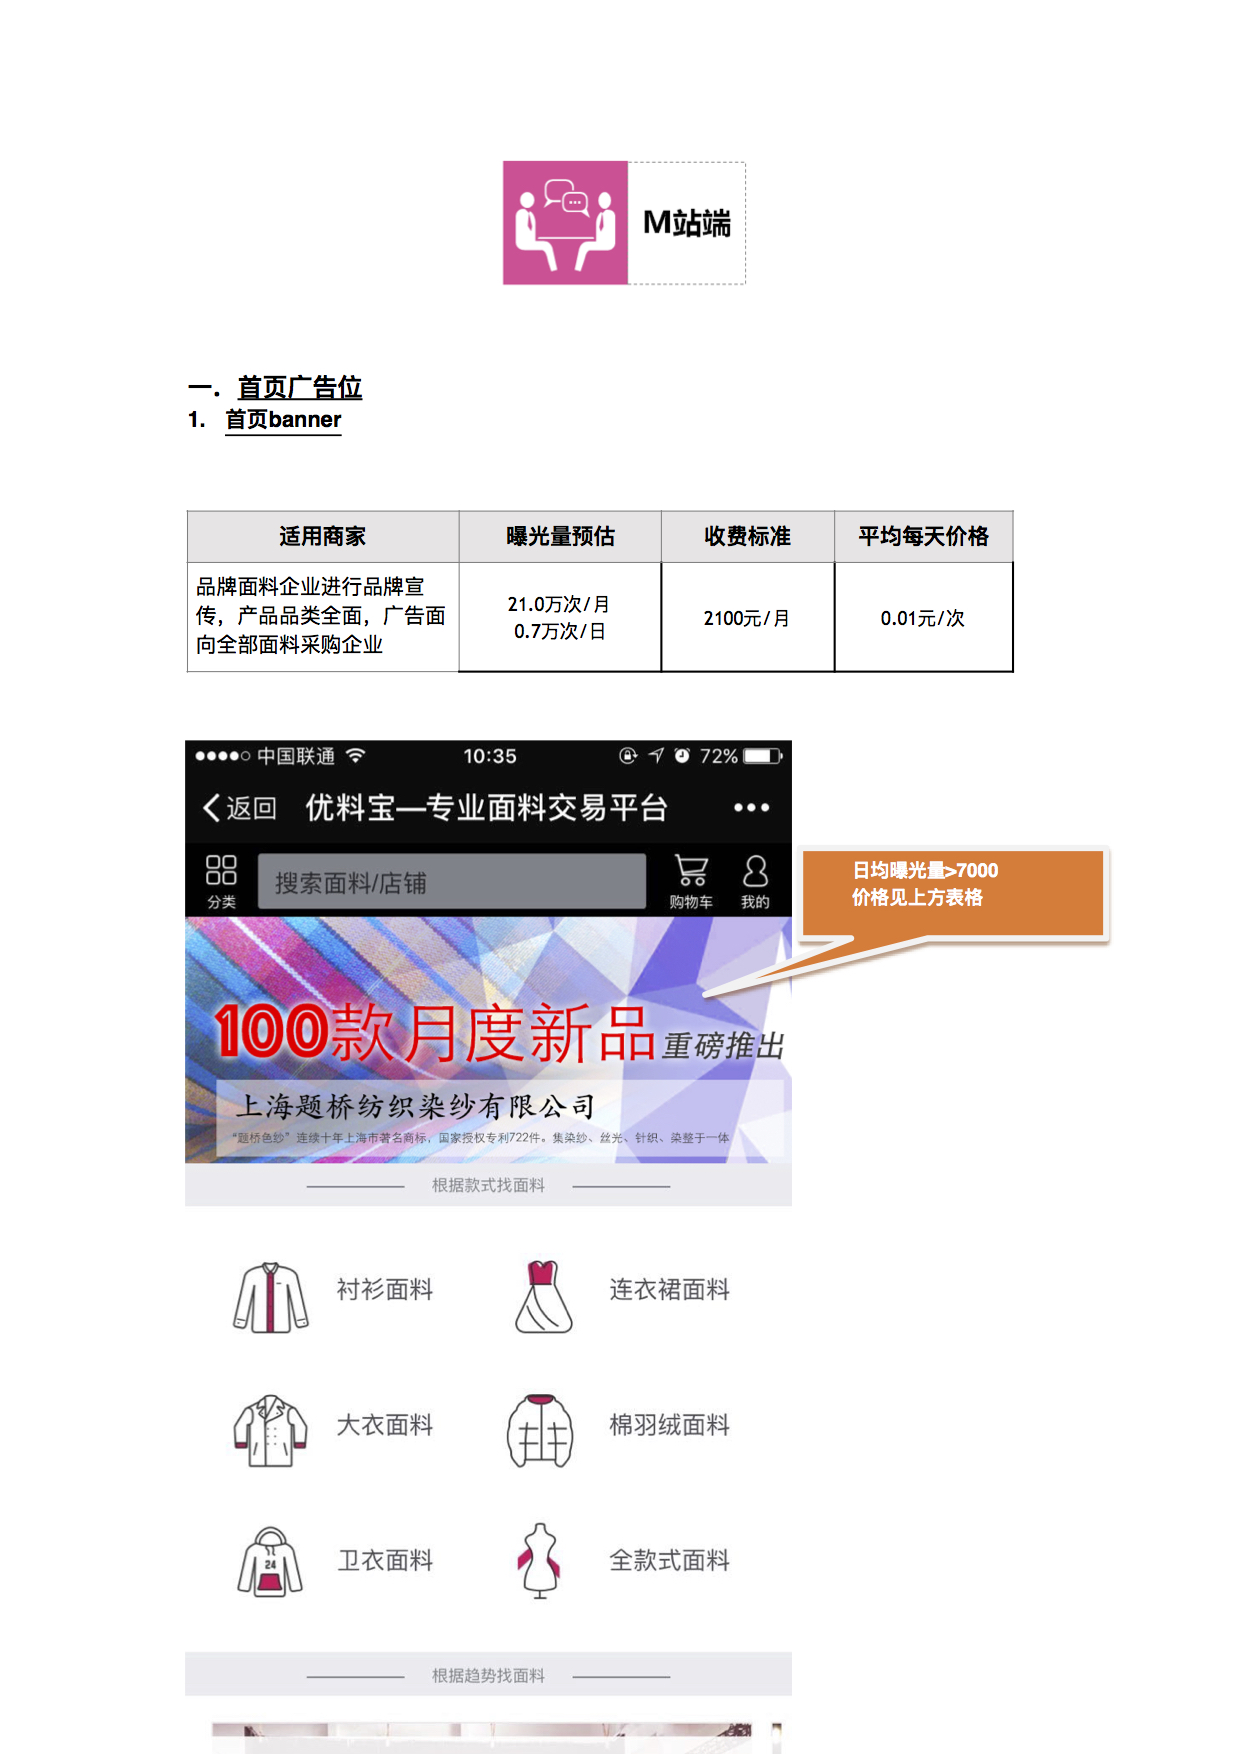 M站端
一. 首页广告位
1. 首页banner
适用商家 曝光量预估 收费标准 平均每天价格
品牌面料企业进行品牌宣
传，产品品类全面，广告面
向全部面料采购企业
21.0万次/月
0.7万次/日
2100元/月
0.01元/次
中国联通 10:35 72%
返回 优料宝—专业面料交易平台
分类 搜索面料/店铺 购物车 我的
日均曝光量>7000
价格见上方表格
100款月度新品重磅推出
上海题桥纺织染纱有限公司
“题桥色纱”连续十年上海市著名商标，国家授权专利722件。集染纱、丝光、针织、染整于一体
根据款式找面料
衬衫面料 连衣裙面料
大衣面料 棉羽绒面料
24
卫衣面料 全款式面料
根据趋势找面料